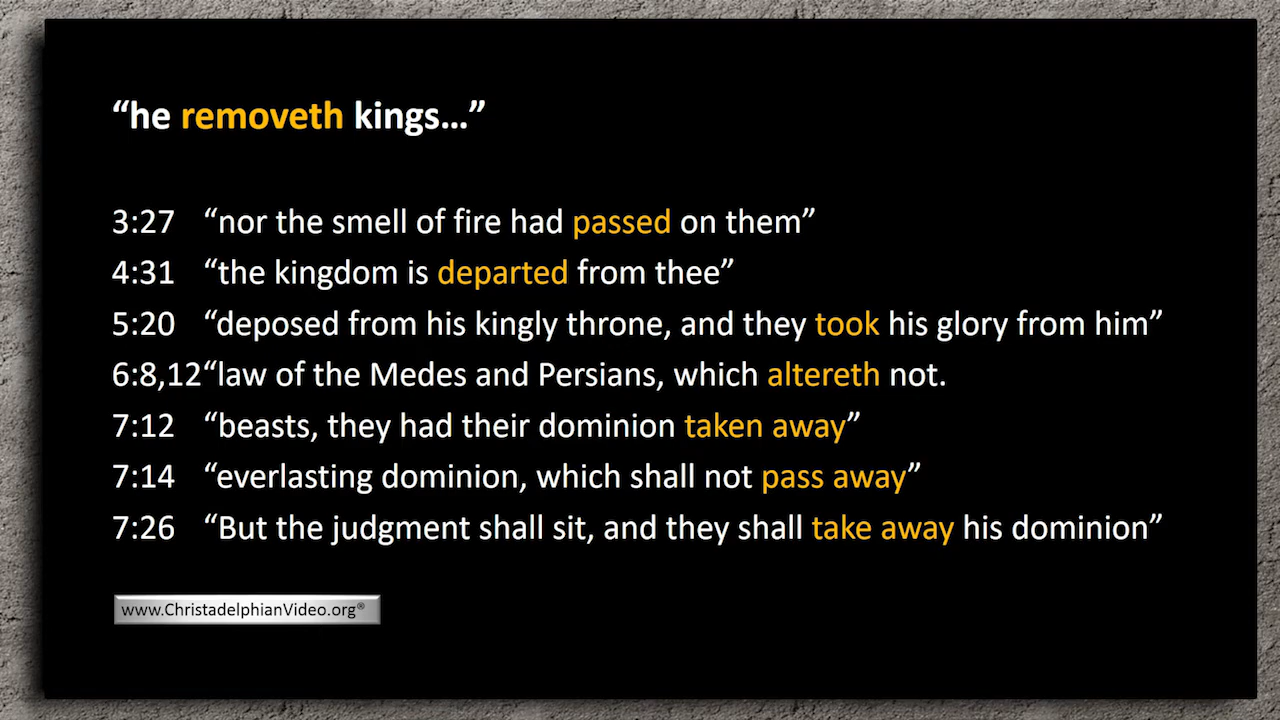 “he removeth kings...”
3:27 “nor the smell of fire had passed on them”
4:31 “the kingdom is departed from thee”
5:20 “deposed from his kingly throne, and they took his glory from him”
6:8,12“law of the Medes and Persians, which altereth not.
7:12 “beasts, they had their dominion taken away”
7:14 “everlasting dominion, which shall not pass away”
7:26 “But the judgment shall sit, and they shall take away his dominion”
www.ChristadelphianVideo.org®